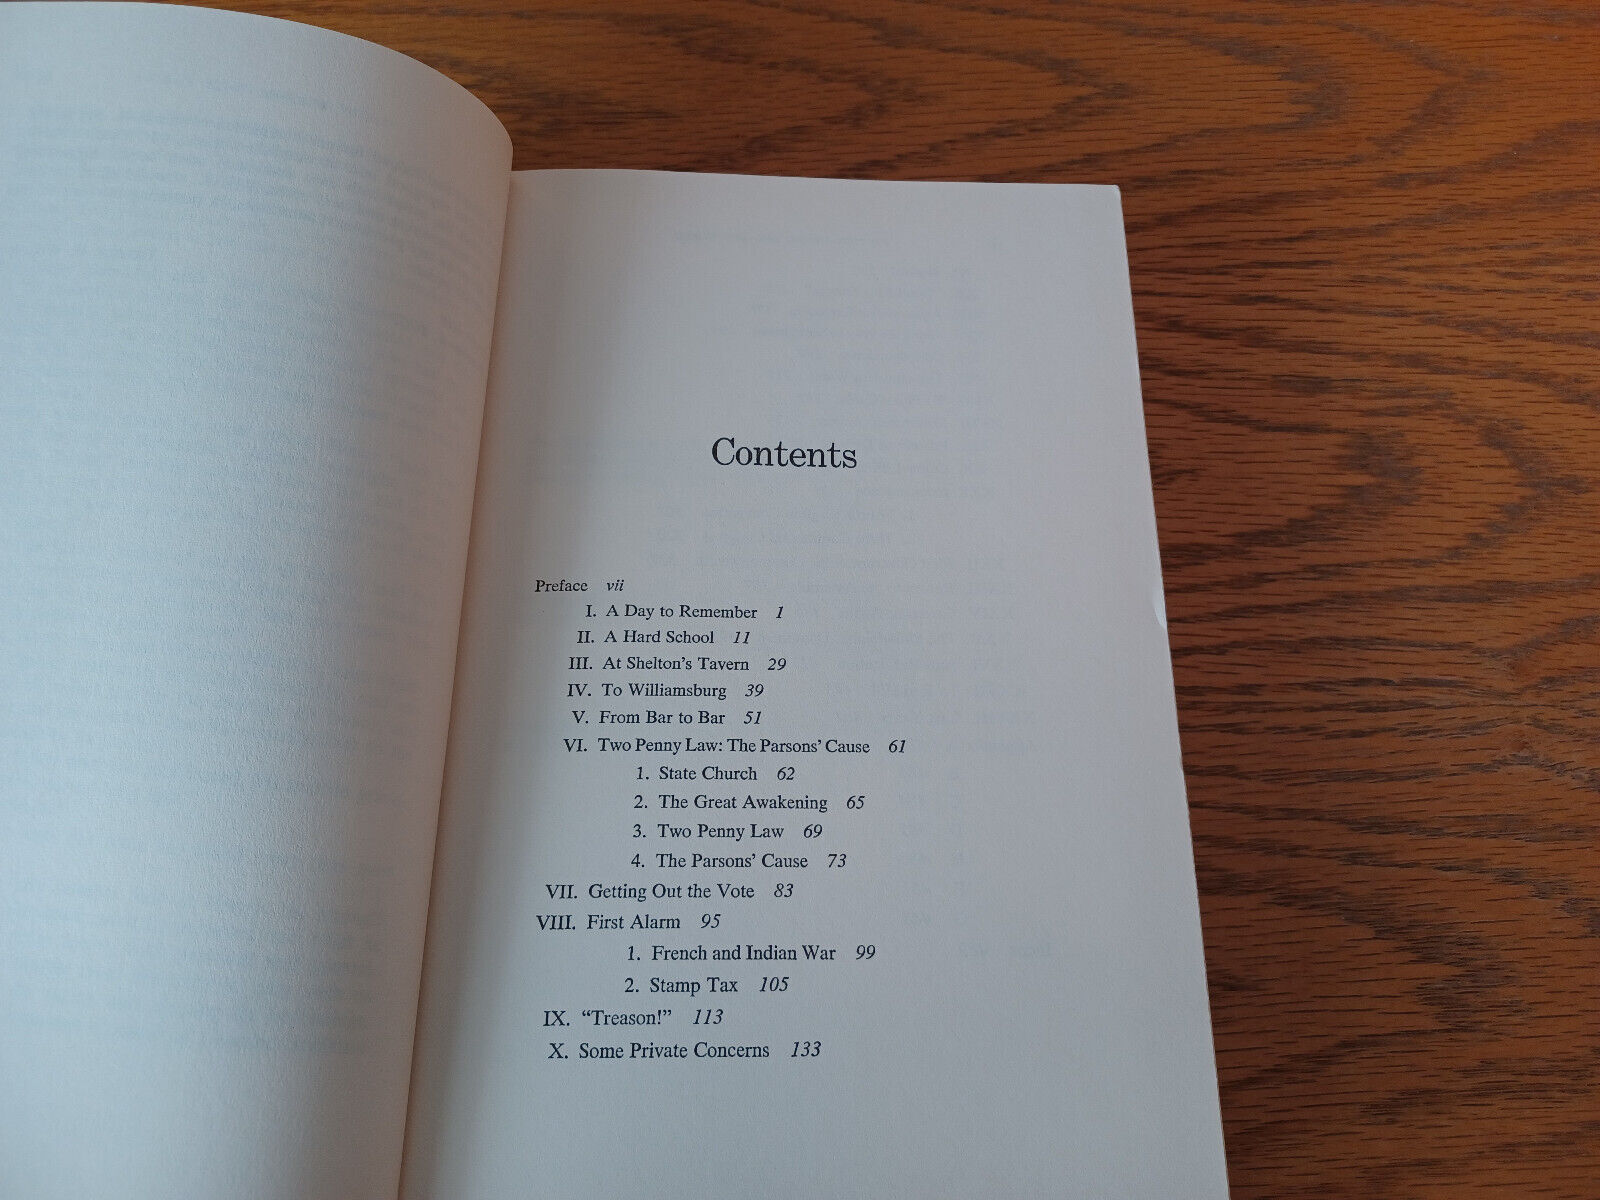 Contents
Preface vii
I. A Day to Remember 1
II. A Hard School 11
III. At Shelton's Tavern 29
IV. To Williamsburg 39
V. From Bar to Bar 51
VI. Two Penny Law: The Parsons' Cause 61
1. State Church 62
2. The Great Awakening 65
3. Two Penny Law 69
4. The Parsons' Cause 73
VII. Getting Out the Vote 83
VIII. First Alarm 95
1. French and Indian War 99
2. Stamp Tax 105
IX. “Treason!” 113
X. Some Private Concerns 133